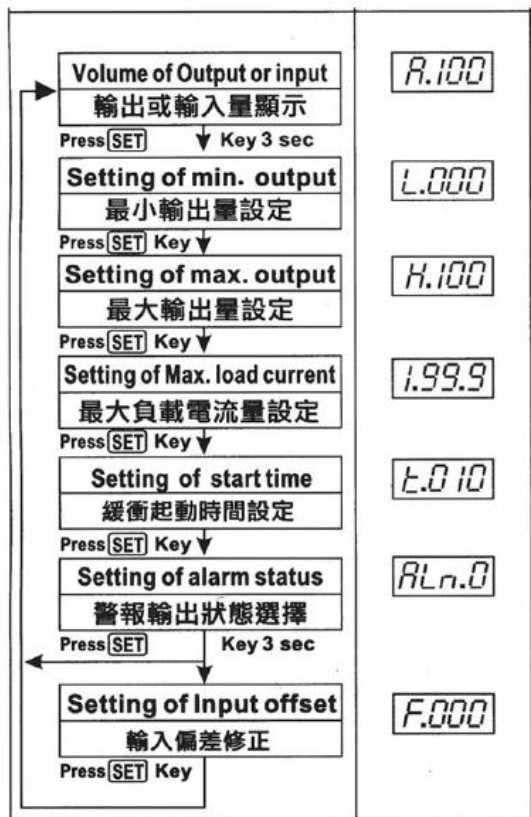 Volume of Output or input
輸出或輸入量顯示
A.100
Press SET Key 3 sec
Setting of min. output
最小輸出量設定
L.000
Press SET Key
Setting of max. output
最大輸出量設定
H.100
Press SET Key
Setting of Max. load current
最大負載電流量設定
I.99.9
Press SET Key
Setting of start time
緩衝起動時間設定
t.010
Press SET Key
Setting of alarm status
警報輸出狀態選擇
ALn.0
Press SET Key 3 sec
Setting of Input offset
輸入偏差修正
F.000
Press SET Key